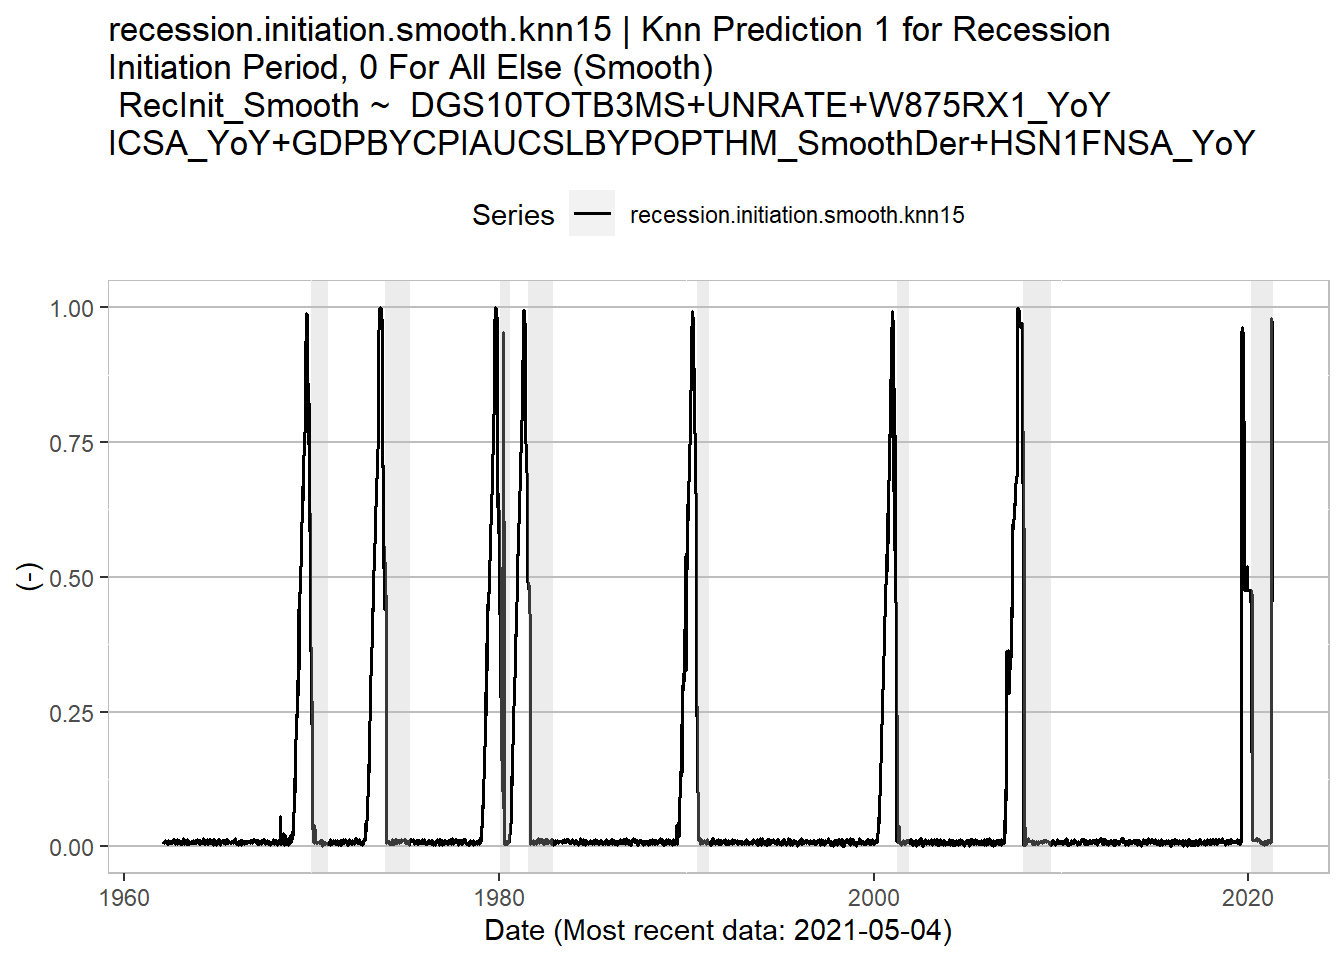 recession.initiation.smooth.knn15 | Knn Prediction 1 for Recession
Initiation Period, 0 For All Else (Smooth)
RecInit_Smooth ~ DGS10TOTB3MS+UNRATE+W875RX1_YoY
ICSA_YoY+GDPBYCPIAUCSLBYPOPTHM_SmoothDer+HSN1FNSA_YoY
Series recession.initiation.smooth.knn15
1.00
0.75
0.50
0.25
0.00
(-)
1960 1980 2000 2020
Date (Most recent data: 2021-05-04)